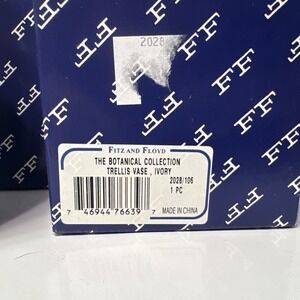 2028
FITZ AND FLOYD
THE BOTANICAL COLLECTION
TRELLIS VASE , IVORY
2028/106
1 PC
7 46944 76639 7
MADE IN CHINA